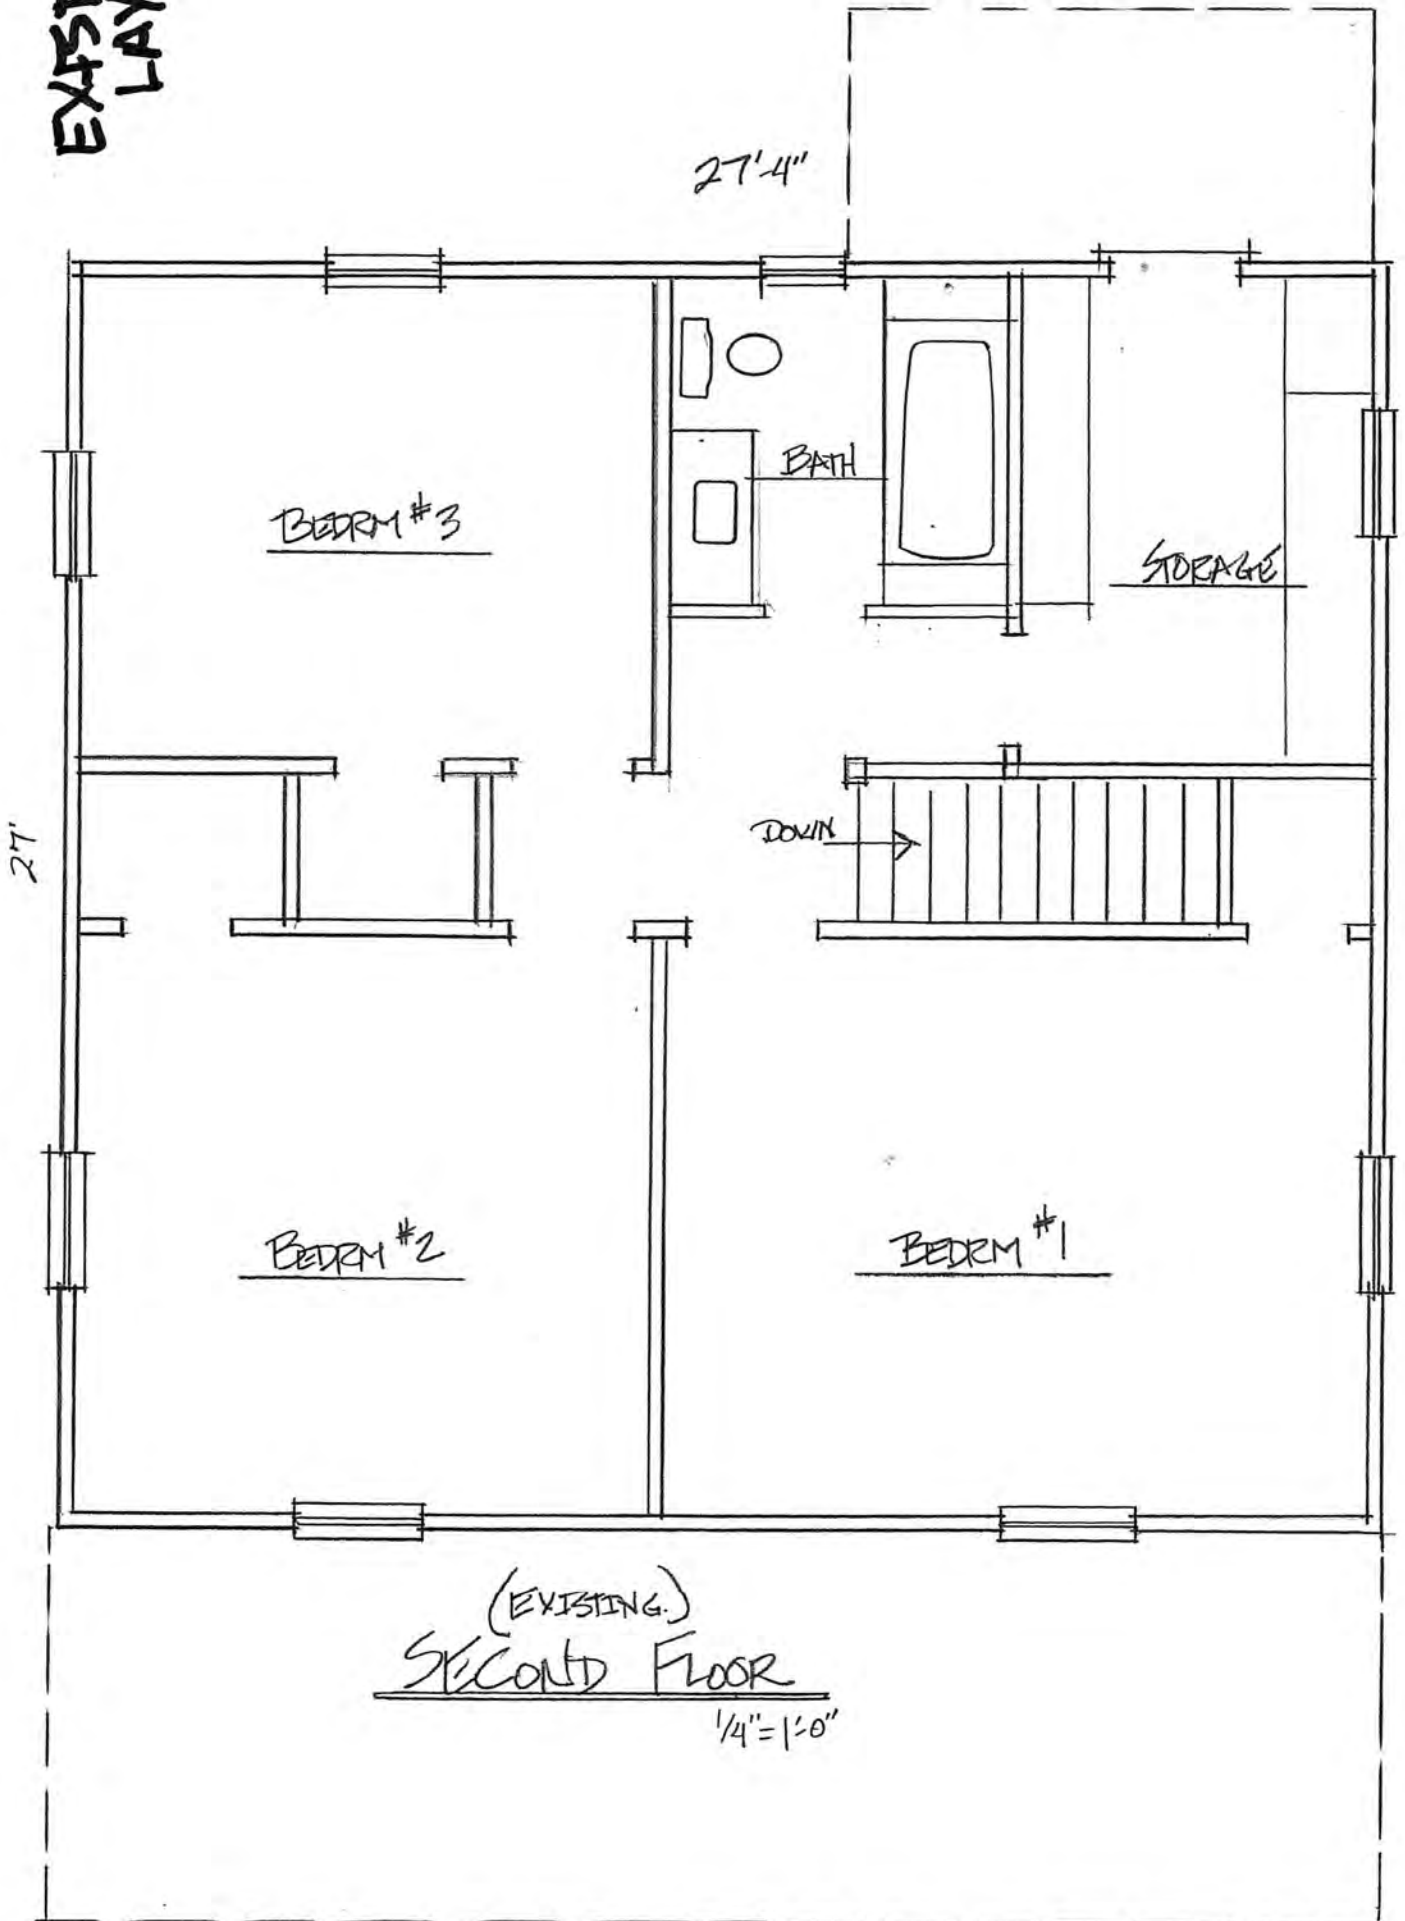 27'-4"
BEDRM #3
BATH
STORAGE
DOWN
27'
BEDRM #2
BEDRM #1
(EXISTING.)
SECOND FLOOR
1/4"=1'-0"